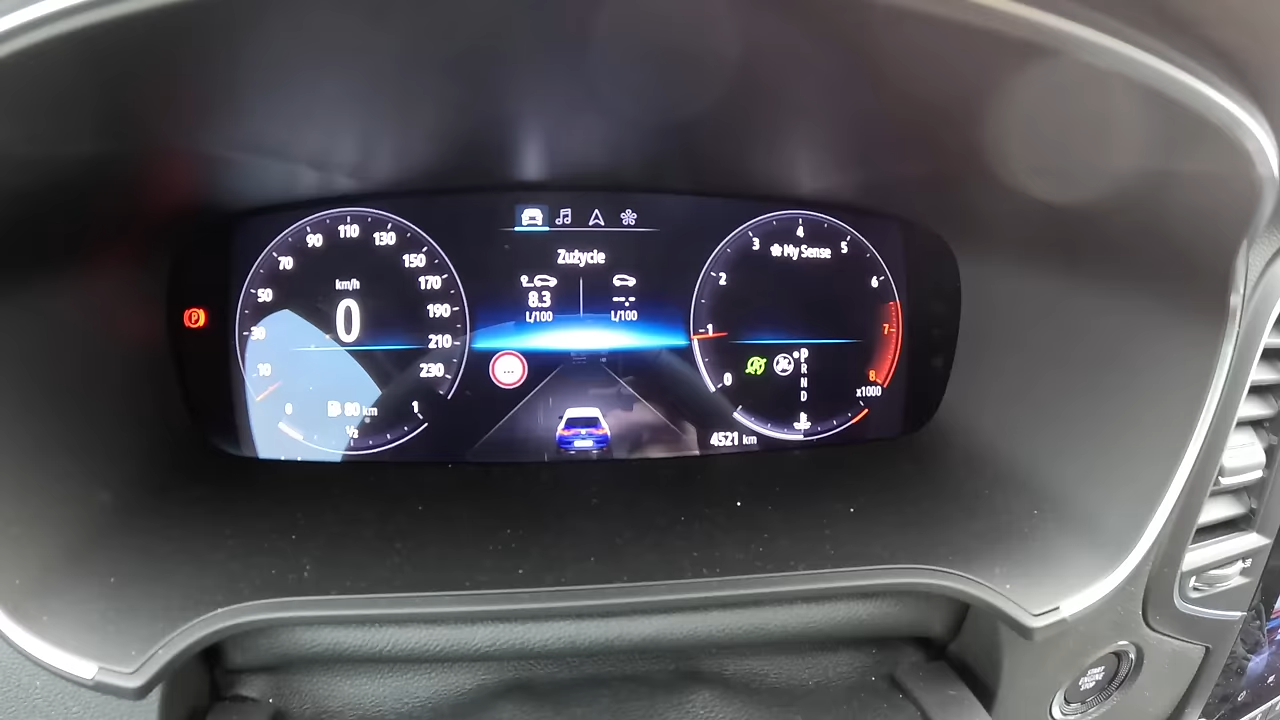 110
90
130
70
150
50
170
30
190
10
210
230
km/h
0
0
80 km
1
1/2
P
Zużycie
8.3
L/100
--.-
L/100
...
4
3
5
My Sense
2
6
1
7
0
8
x1000
P
R
N
D
4521 km
START
ENGINE
STOP